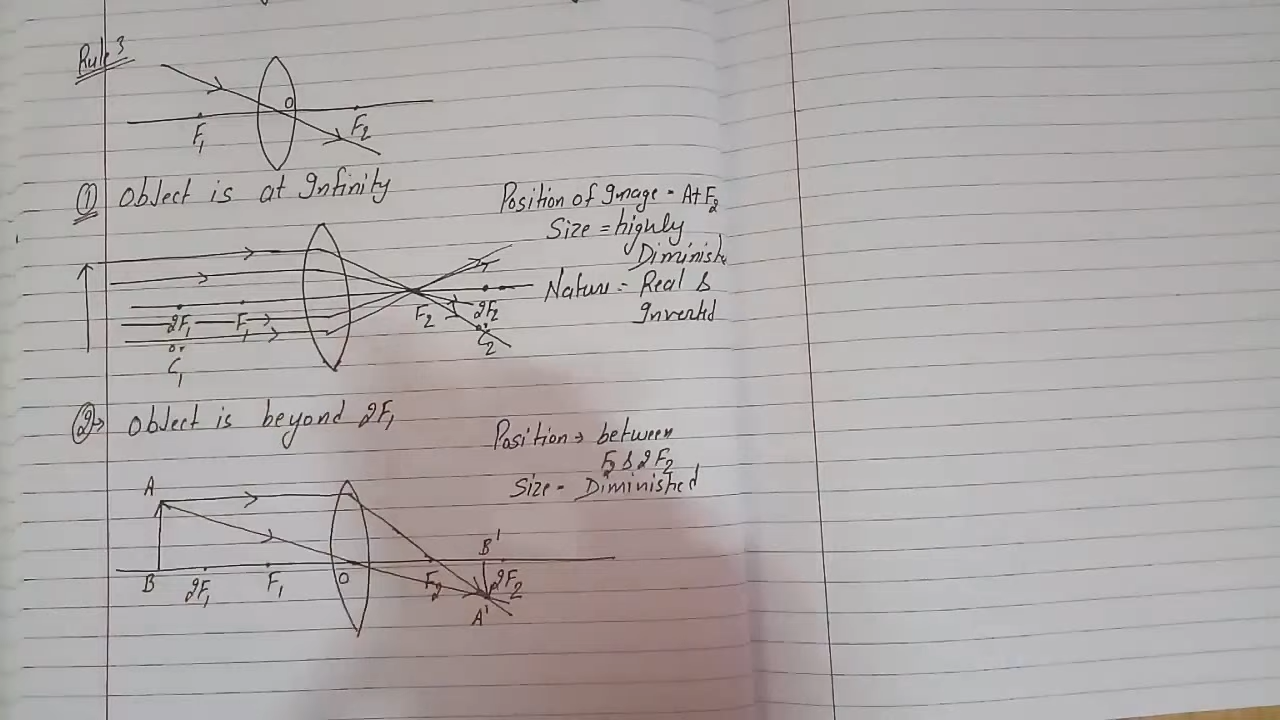 Rule 3
O
F1
F2
① Object is at Infinity
Position of Image = At F2
Size = highly
Diminish
Nature = Real &
Inverted
2F1
F1
F2
2F2
C1
C2
② Object is beyond 2F1
Position → between
F2 & 2F2
Size = Diminished
A
B'
B
2F1
F1
O
F2
2F2
A'